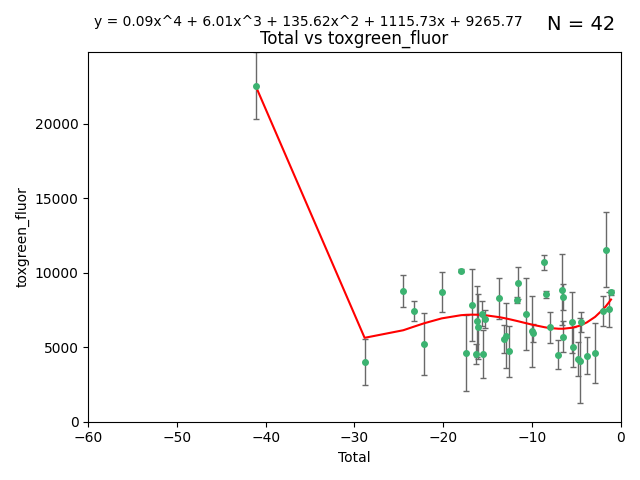 y = 0.09x^4 + 6.01x^3 + 135.62x^2 + 1115.73x + 9265.77
N = 42
Total vs toxgreen_fluor
20000
15000
10000
5000
0
toxgreen_fluor
−60 −50 −40 −30 −20 −10 0
Total